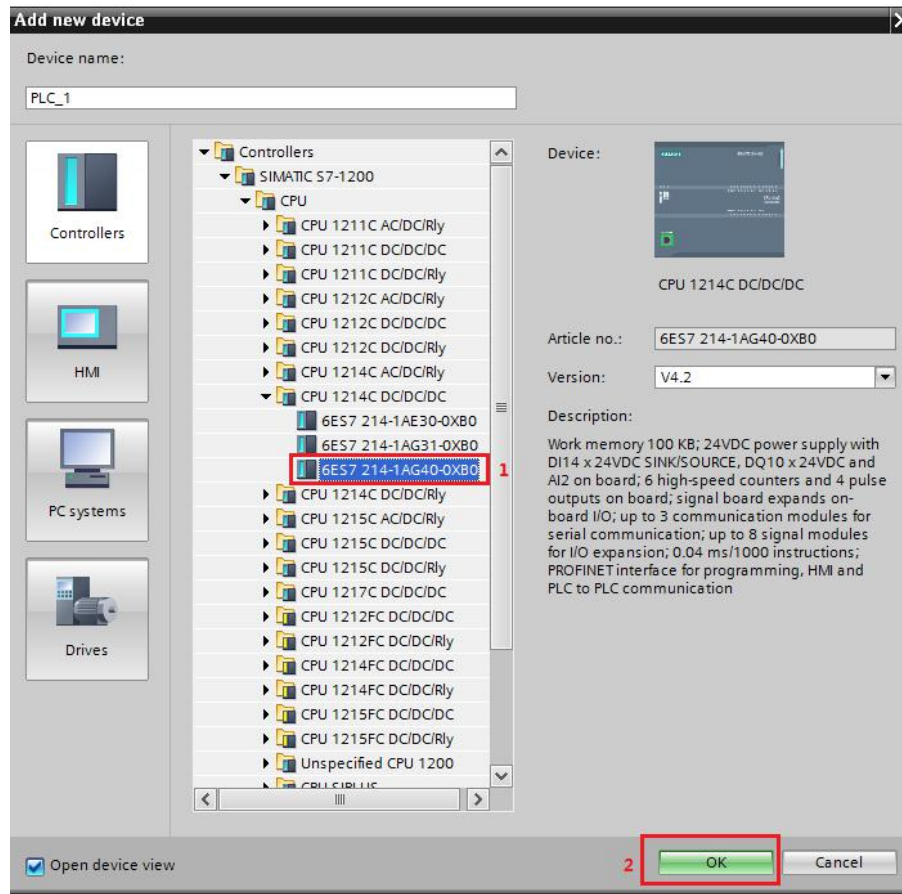 Add new device
Device name:
PLC_1
Controllers
HMI
PC systems
Drives
Controllers
SIMATIC S7-1200
CPU
CPU 1211C AC/DC/Rly
CPU 1211C DC/DC/DC
CPU 1211C DC/DC/Rly
CPU 1212C AC/DC/Rly
CPU 1212C DC/DC/DC
CPU 1212C DC/DC/Rly
CPU 1214C AC/DC/Rly
CPU 1214C DC/DC/DC
6ES7 214-1AE30-0XB0
6ES7 214-1AG31-0XB0
6ES7 214-1AG40-0XB0 1
CPU 1214C DC/DC/Rly
CPU 1215C AC/DC/Rly
CPU 1215C DC/DC/DC
CPU 1215C DC/DC/Rly
CPU 1217C DC/DC/DC
CPU 1212FC DC/DC/DC
CPU 1212FC DC/DC/Rly
CPU 1214FC DC/DC/DC
CPU 1214FC DC/DC/Rly
CPU 1215FC DC/DC/DC
CPU 1215FC DC/DC/Rly
Unspecified CPU 1200
CPU SIPLUS
Device:
CPU 1214C DC/DC/DC
Article no.: 6ES7 214-1AG40-0XB0
Version: V4.2
Description:
Work memory 100 KB; 24VDC power supply with
DI14 x 24VDC SINK/SOURCE, DQ10 x 24VDC and
AI2 on board; 6 high-speed counters and 4 pulse
outputs on board; signal board expands on-
board I/O; up to 3 communication modules for
serial communication; up to 8 signal modules
for I/O expansion; 0.04 ms/1000 instructions;
PROFINET interface for programming, HMI and
PLC to PLC communication
Open device view
2 OK Cancel